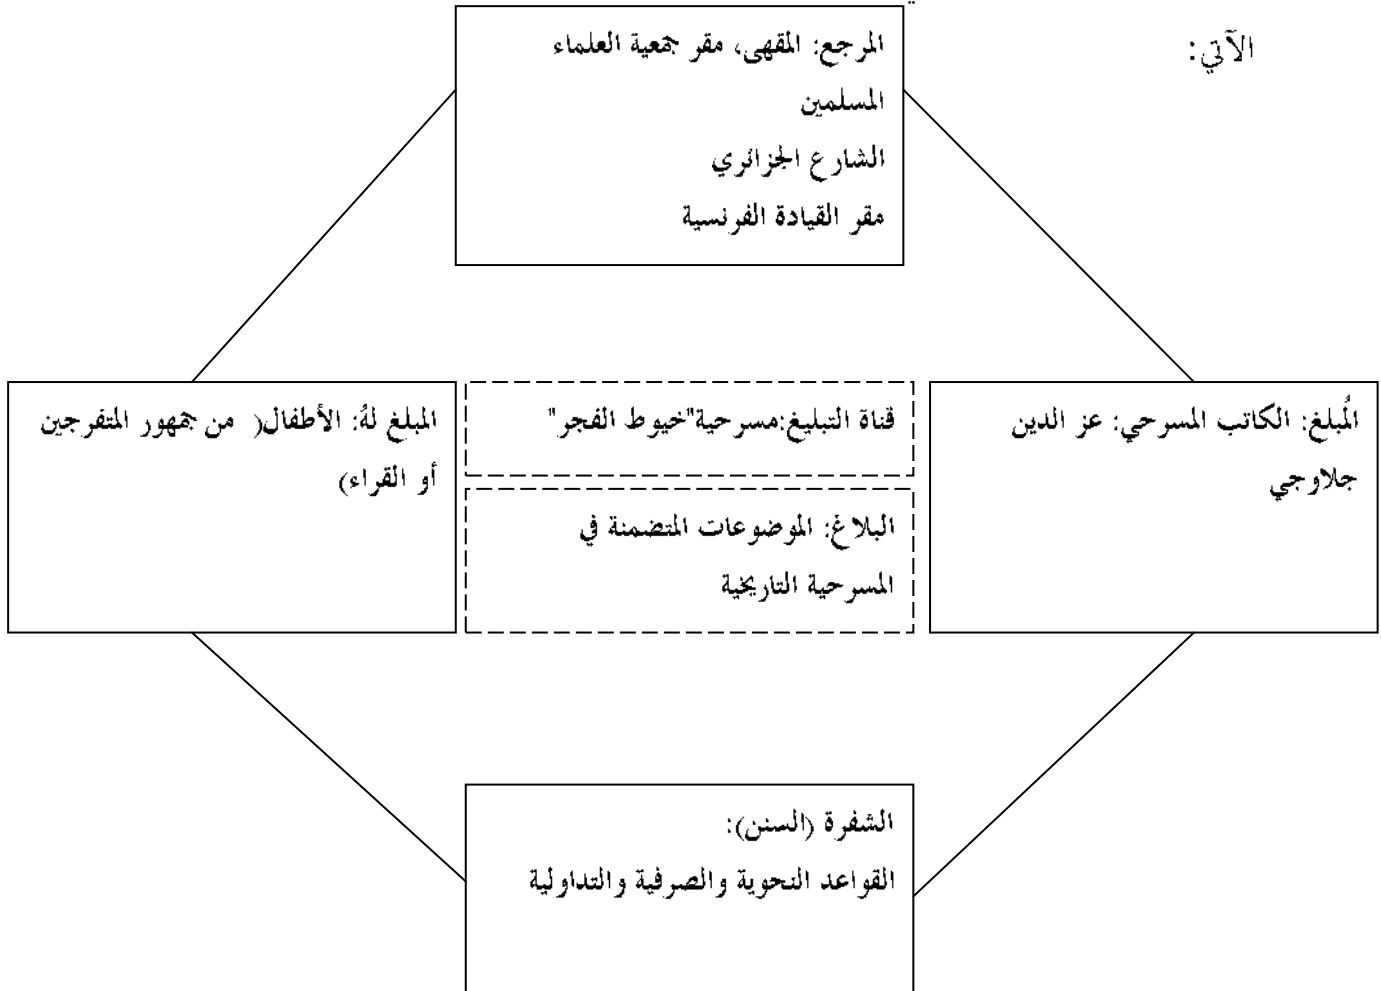 الآتي:
المرجع: المقهى، مقر جمعية العلماء
المسلمين
الشارع الجزائري
مقر القيادة الفرنسية
المُبلغ: الكاتب المسرحي: عز الدين
جلاوجي
قناة التبليغ:مسرحية"خيوط الفجر"
البلاغ: الموضوعات المتضمنة في
المسرحية التاريخية
المبلغ لهُ: الأطفال( من جمهور المتفرجين
أو القراء)
الشفرة (السنن):
القواعد النحوية والصرفية والتداولية